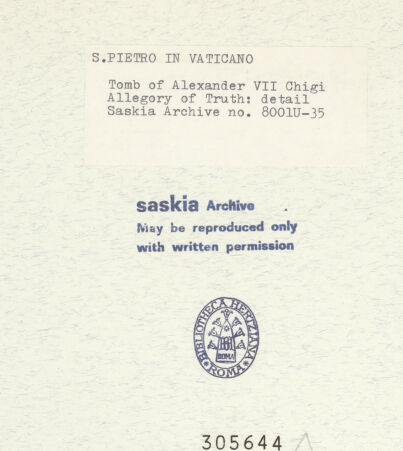 S.PIETRO IN VATICANO
Tomb of Alexander VII Chigi
Allegory of Truth: detail
Saskia Archive no. 8001U-35
saskia Archive
May be reproduced only
with written permission
BIBLIOTHECA HERTZIANA
ROMA
ROMA
305644